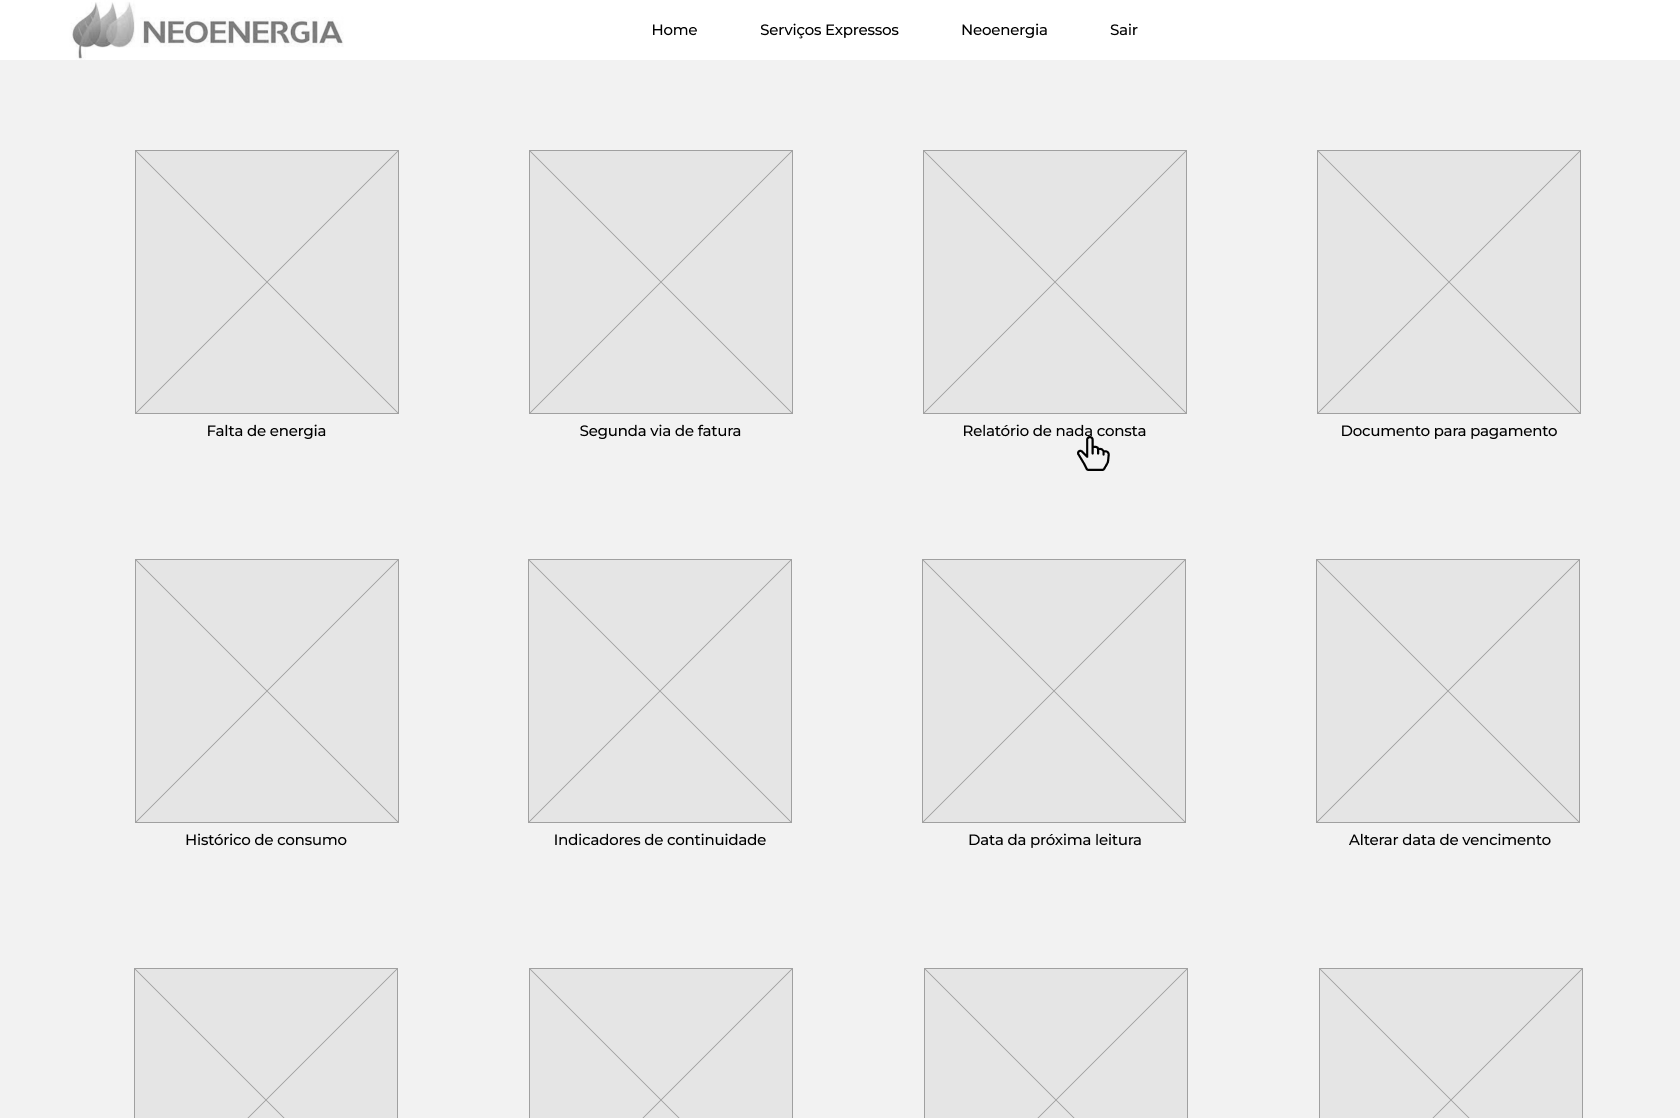 NEOENERGIA
Home Serviços Expressos Neoenergia Sair
Falta de energia Segunda via de fatura Relatório de nada consta Documento para pagamento
Histórico de consumo Indicadores de continuidade Data da próxima leitura Alterar data de vencimento